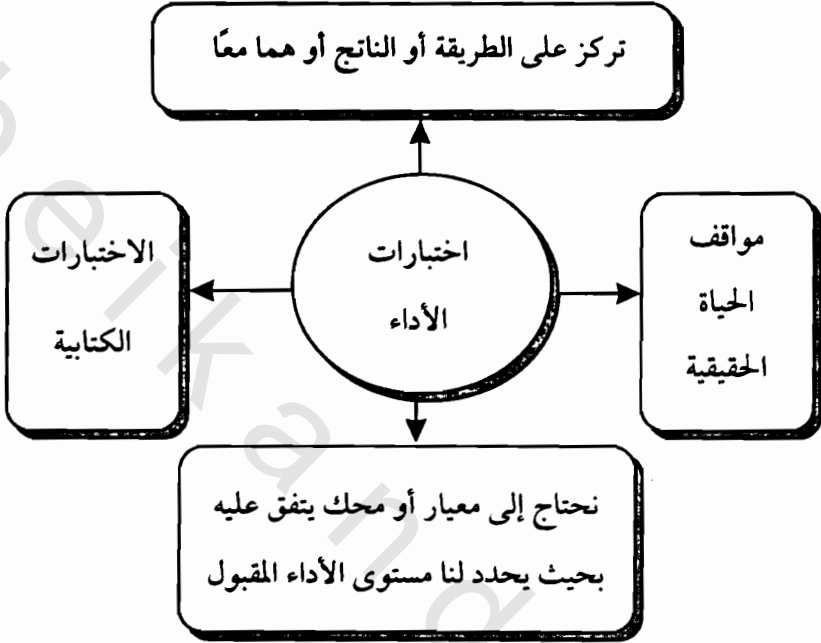 تركز على الطريقة أو الناتج أو هما معًا
اختبارات
الأداء
مواقف
الحياة
الحقيقية
الاختبارات
الكتابية
نحتاج إلى معيار أو محك يتفق عليه
بحيث يحدد لنا مستوى الأداء المقبول
beikand